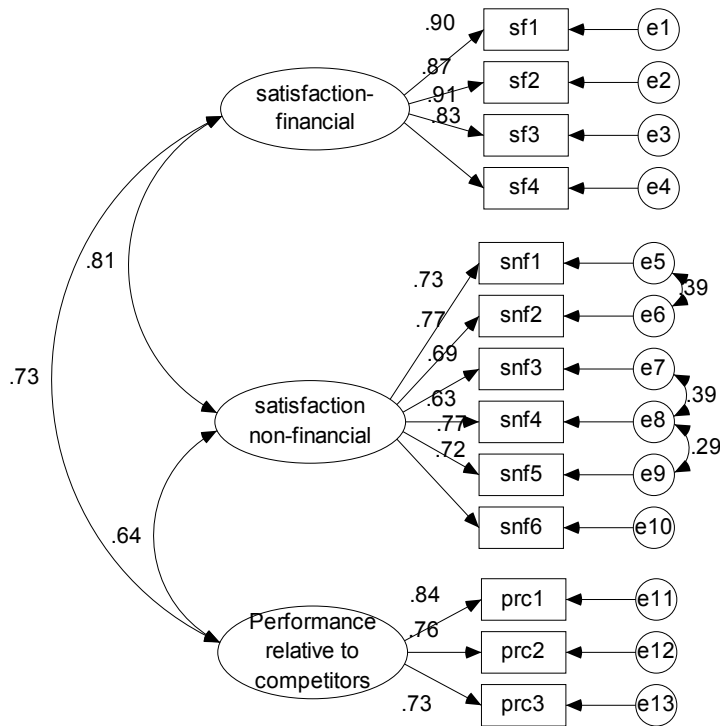 .90
sf1
e1
.87
sf2
e2
satisfaction-
financial
.91
sf3
e3
.83
sf4
e4
.81
.73
snf1
e5
.39
.77
snf2
e6
.69
snf3
e7
.39
.63
.73
satisfaction
non-financial
.77
snf4
e8
.29
.72
snf5
e9
snf6
e10
.64
.84
prc1
e11
Performance
relative to
competitors
.76
prc2
e12
.73
prc3
e13